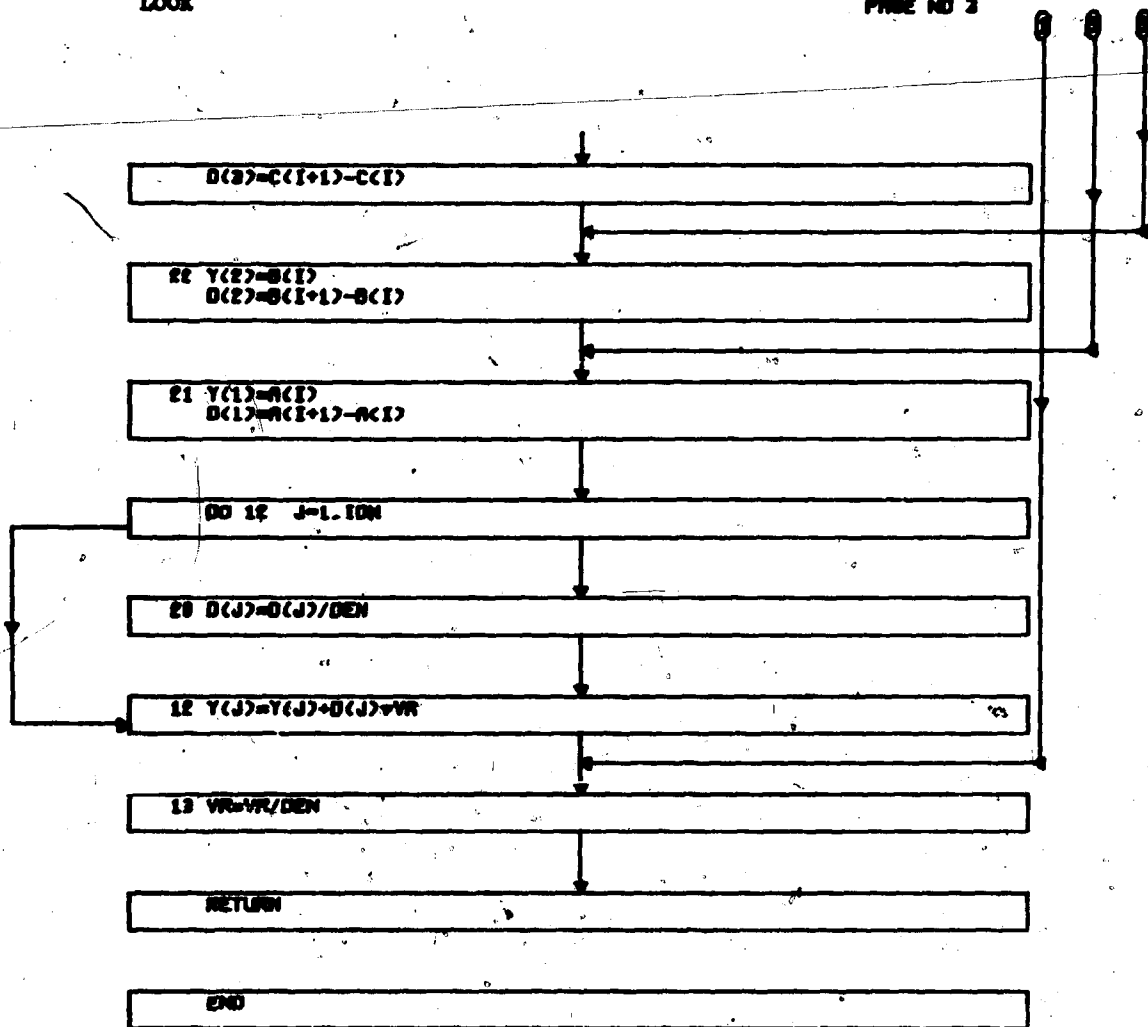 LOOK
PAGE NO 2
D(3)=C(I+1)-C(I)
22 Y(2)=B(I)
D(2)=B(I+1)-B(I)
21 Y(1)=A(I)
D(1)=A(I+1)-A(I)
DO 12 J=1,IDM
20 D(J)=D(J)/DEN
12 Y(J)=Y(J)+D(J)*VR
13 VR=VR/DEN
RETURN
END